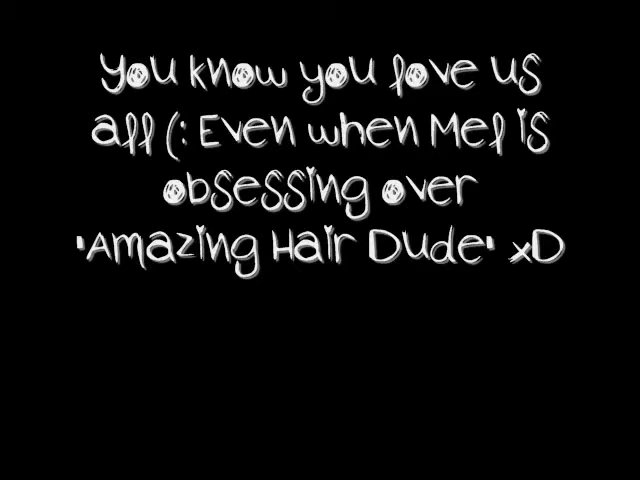 You know you love us
all (: Even when Mel is
obsessing over
'Amazing Hair Dude' xD